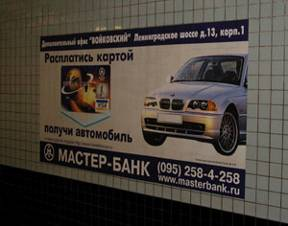 Дополнительный офис "ВОЙКОВСКИЙ" Ленинградское шоссе д.13, корп.1
Расплатись картой
VISA
получи автомобиль
МАСТЕР-БАНК (095) 258-4-258
www.masterbank.ru